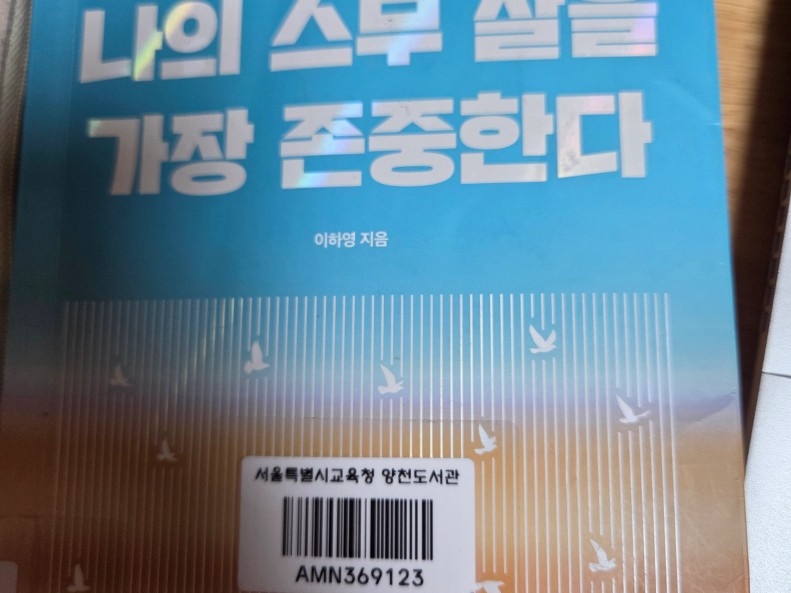 나의 스무 살을
가장 존중한다
이하영 지음
서울특별시교육청 양천도서관
AMN369123